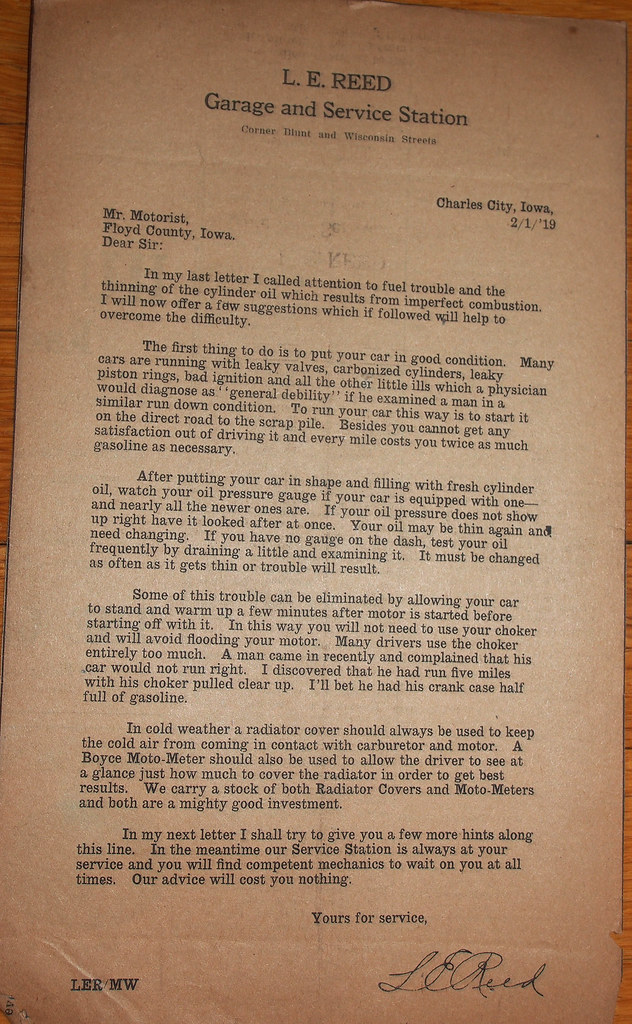 L. E. REED
Garage and Service Station
Corner Blunt and Wisconsin Streets
Charles City, Iowa,
2/1/'19
Mr. Motorist,
Floyd County, Iowa.
Dear Sir:
In my last letter I called attention to fuel trouble and the
thinning of the cylinder oil which results from imperfect combustion.
I will now offer a few suggestions which if followed will help to
overcome the difficulty.
The first thing to do is to put your car in good condition. Many
cars are running with leaky valves, carbonized cylinders, leaky
piston rings, bad ignition and all the other little ills which a physician
would diagnose as ''general debility'' if he examined a man in a
similar run down condition. To run your car this way is to start it
on the direct road to the scrap pile. Besides you cannot get any
satisfaction out of driving it and every mile costs you twice as much
gasoline as necessary.
After putting your car in shape and filling with fresh cylinder
oil, watch your oil pressure gauge if your car is equipped with one—
and nearly all the newer ones are. If your oil pressure does not show
up right have it looked after at once. Your oil may be thin again and
need changing. If you have no gauge on the dash, test your oil
frequently by draining a little and examining it. It must be changed
as often as it gets thin or trouble will result.
Some of this trouble can be eliminated by allowing your car
to stand and warm up a few minutes after motor is started before
starting off with it. In this way you will not need to use your choker
and will avoid flooding your motor. Many drivers use the choker
entirely too much. A man came in recently and complained that his
car would not run right. I discovered that he had run five miles
with his choker pulled clear up. I'll bet he had his crank case half
full of gasoline.
In cold weather a radiator cover should always be used to keep
the cold air from coming in contact with carburetor and motor. A
Boyce Moto-Meter should also be used to allow the driver to see at
a glance just how much to cover the radiator in order to get best
results. We carry a stock of both Radiator Covers and Moto-Meters
and both are a mighty good investment.
In my next letter I shall try to give you a few more hints along
this line. In the meantime our Service Station is always at your
service and you will find competent mechanics to wait on you at all
times. Our advice will cost you nothing.
Yours for service,
L E Reed
LER/MW